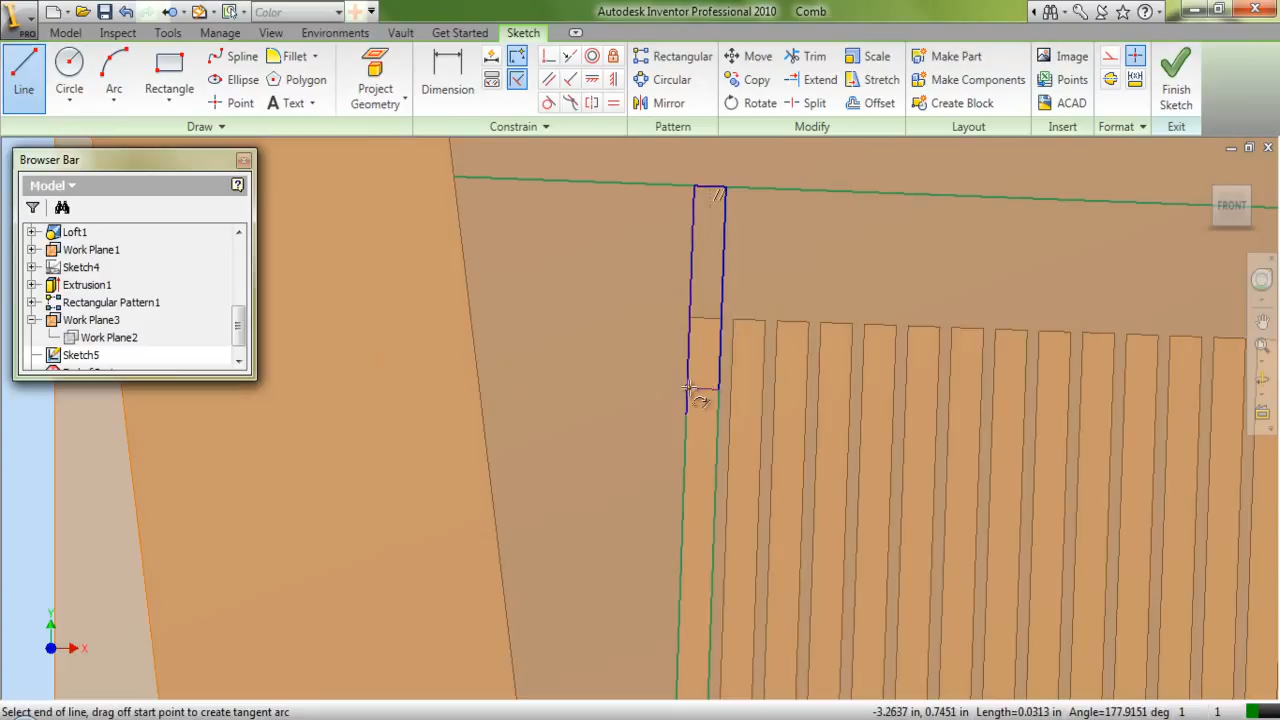 Color
Autodesk Inventor Professional 2010 Comb
PRO
Model Inspect Tools Manage View Environments Vault Get Started Sketch
Line
Circle
Arc
Rectangle
Spline
Fillet
Ellipse
Polygon
Point
Text
Project
Geometry
Dimension
Rectangular
Circular
Mirror
Move
Trim
Scale
Copy
Extend
Stretch
Rotate
Split
Offset
Make Part
Make Components
Create Block
Image
Points
ACAD
Finish
Sketch
Draw
Constrain
Pattern
Modify
Layout
Insert
Format
Exit
Browser Bar
Model
Loft1
Work Plane1
Sketch4
Extrusion1
Rectangular Pattern1
Work Plane3
Work Plane2
Sketch5
FRONT
Y
X
Select end of line, drag off start point to create tangent arc
-3.2637 in, 0.7451 in Length=0.0313 in Angle=177.9151 deg 1 1